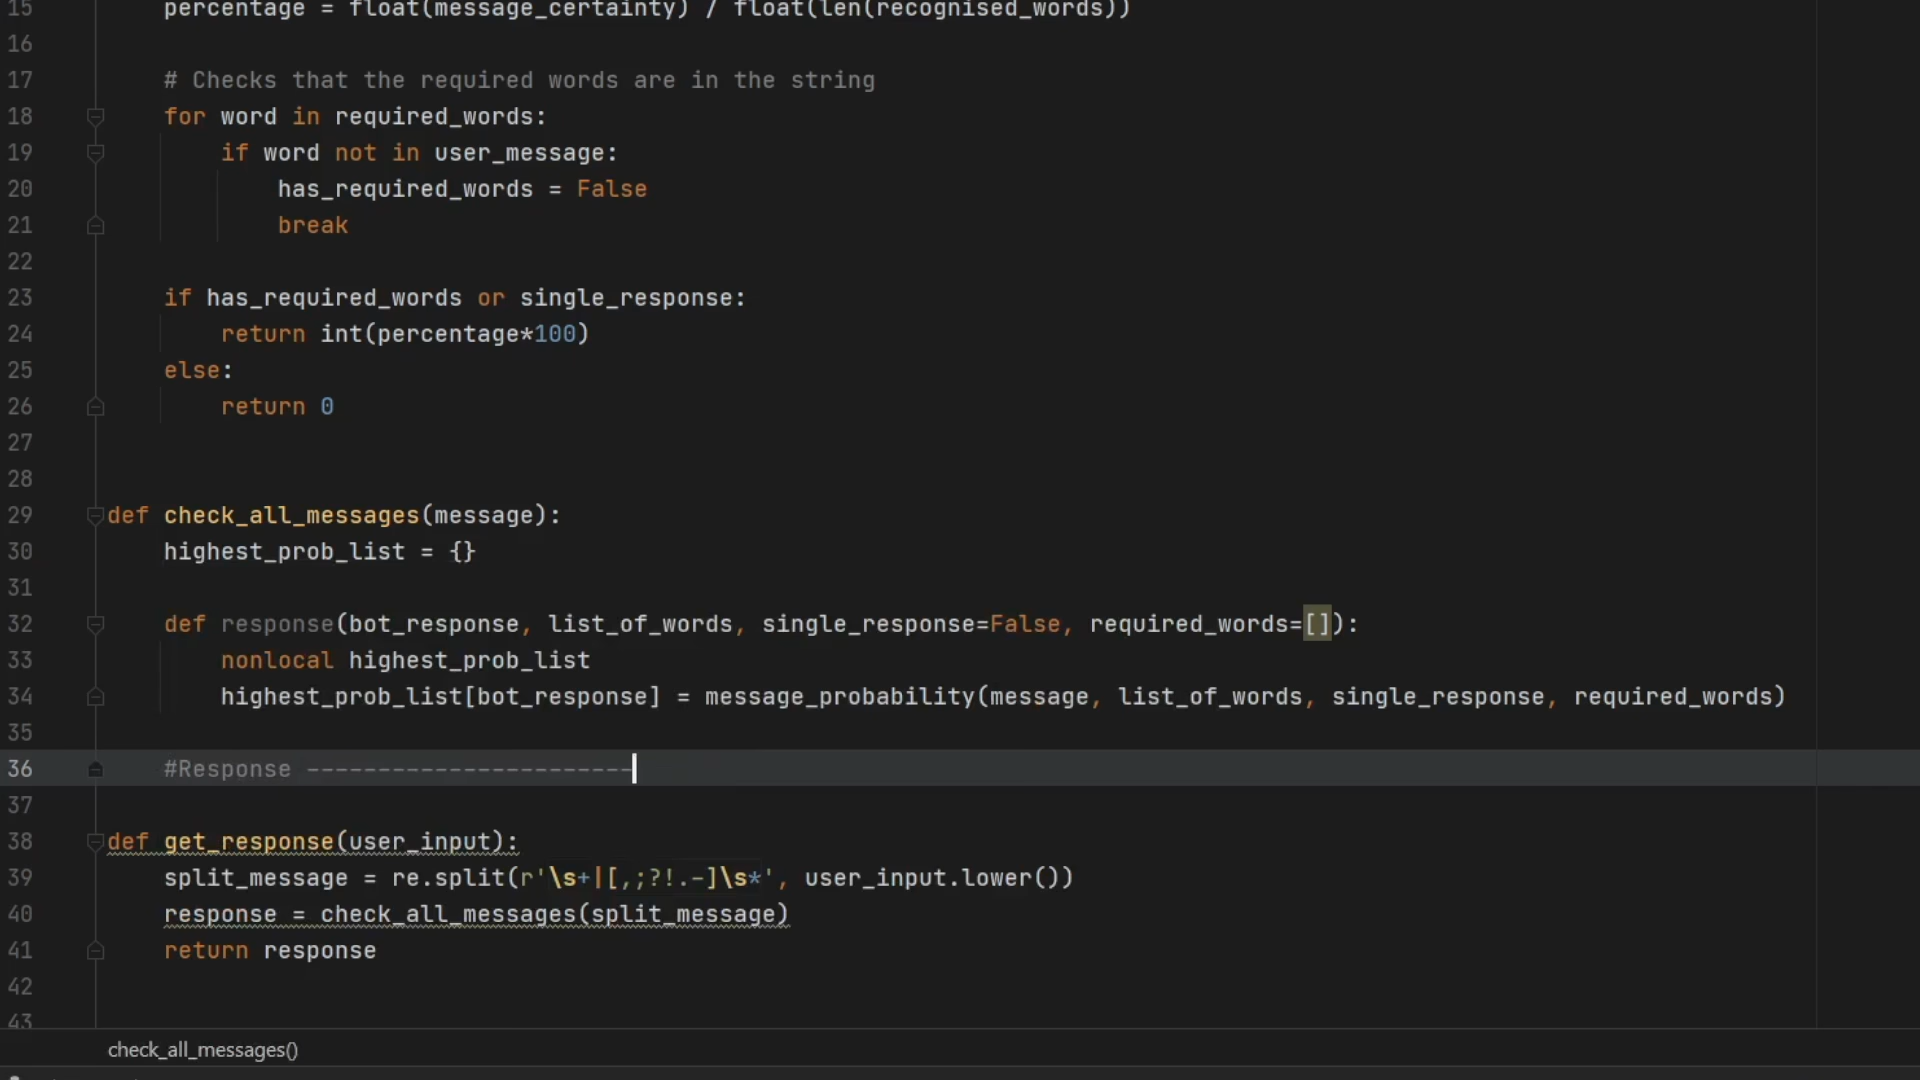 15 percentage = float(message_certainty) / float(len(recognised_words))
16
17 # Checks that the required words are in the string
18 for word in required_words:
19 if word not in user_message:
20 has_required_words = False
21 break
22
23 if has_required_words or single_response:
24 return int(percentage*100)
25 else:
26 return 0
27
28
29 def check_all_messages(message):
30 highest_prob_list = {}
31
32 def response(bot_response, list_of_words, single_response=False, required_words=[]):
33 nonlocal highest_prob_list
34 highest_prob_list[bot_response] = message_probability(message, list_of_words, single_response, required_words)
35
36 #Response -----------------------
37
38 def get_response(user_input):
39 split_message = re.split(r'\s+|[,;?!.-]\s*', user_input.lower())
40 response = check_all_messages(split_message)
41 return response
42
43
check_all_messages()